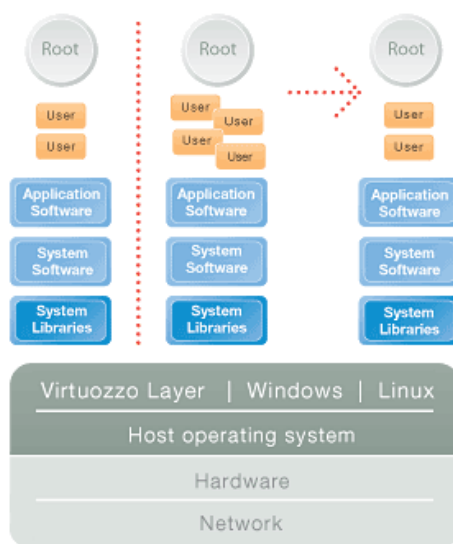 Root
Root
Root
User
User
User
User
User
User
User
User
Application
Software
Application
Software
Application
Software
System
Software
System
Software
System
Software
System
Libraries
System
Libraries
System
Libraries
Virtuozzo Layer | Windows | Linux
Host operating system
Hardware
Network